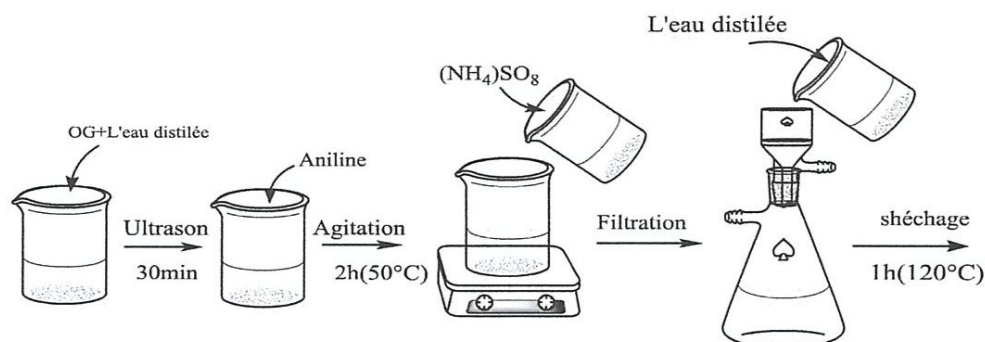 OG+L'eau distilée
Ultrason
30min
Aniline
Agitation
2h(50°C)
(NH₄)SO₈
Filtration
L'eau distilée
shéchage
1h(120°C)